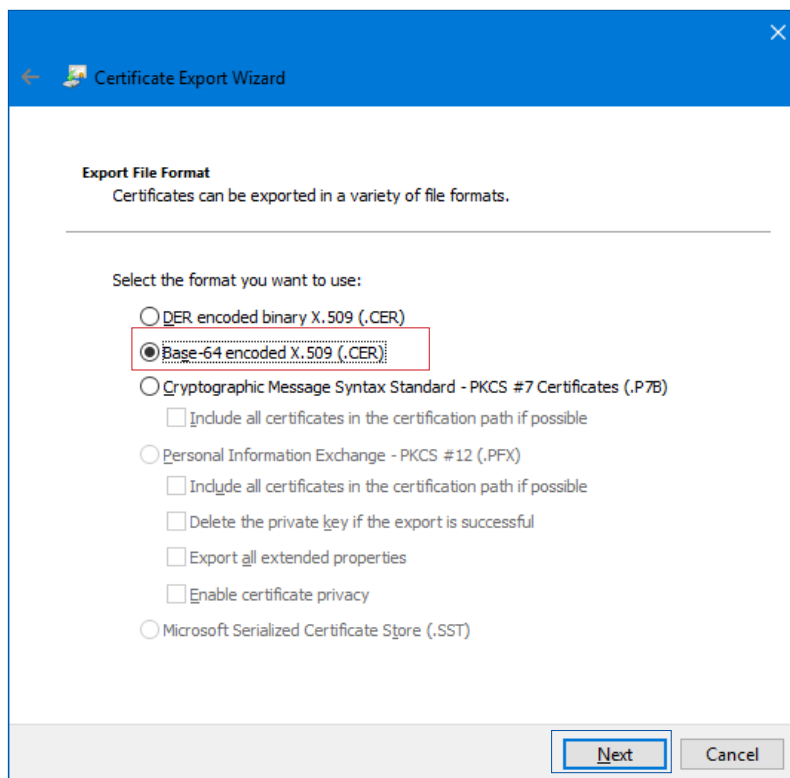 Certificate Export Wizard
Export File Format
Certificates can be exported in a variety of file formats.
Select the format you want to use:
DER encoded binary X.509 (.CER)
Base-64 encoded X.509 (.CER)
Cryptographic Message Syntax Standard - PKCS #7 Certificates (.P7B)
Include all certificates in the certification path if possible
Personal Information Exchange - PKCS #12 (.PFX)
Include all certificates in the certification path if possible
Delete the private key if the export is successful
Export all extended properties
Enable certificate privacy
Microsoft Serialized Certificate Store (.SST)
Next Cancel